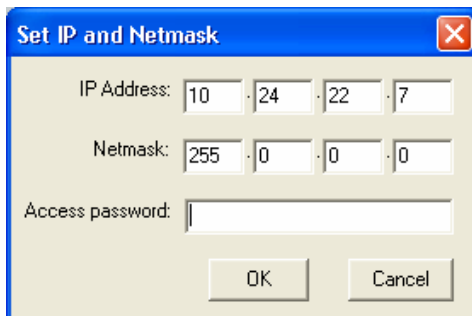 Set IP and Netmask
IP Address: 10 . 24 . 22 . 7
Netmask: 255 . 0 . 0 . 0
Access password:
OK Cancel